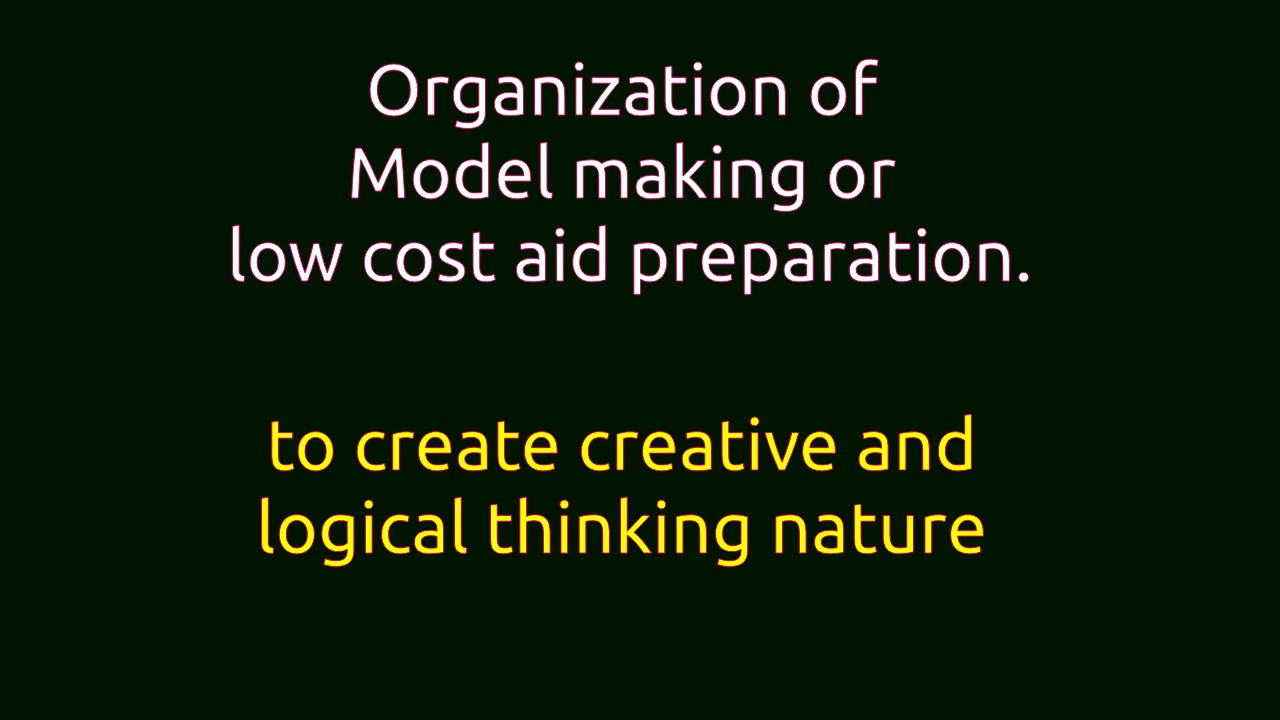 Organization of
Model making or
low cost aid preparation.
to create creative and
logical thinking nature